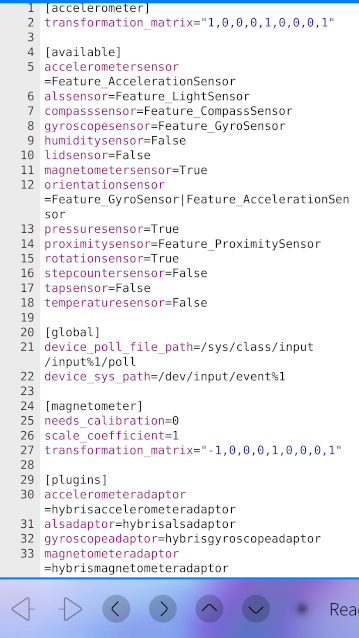 1 [accelerometer]
2 transformation_matrix="1,0,0,0,1,0,0,0,1"
3
4 [available]
5 accelerometersensor
=Feature_AccelerationSensor
6 alssensor=Feature_LightSensor
7 compasssensor=Feature_CompassSensor
8 gyroscopesensor=Feature_GyroSensor
9 humiditysensor=False
10 lidsensor=False
11 magnetometersensor=True
12 orientationsensor
=Feature_GyroSensor|Feature_AccelerationSen
sor
13 pressuresensor=True
14 proximitysensor=Feature_ProximitySensor
15 rotationsensor=True
16 stepcountersensor=False
17 tapsensor=False
18 temperaturesensor=False
19
20 [global]
21 device_poll_file_path=/sys/class/input
/input%1/poll
22 device_sys_path=/dev/input/event%1
23
24 [magnetometer]
25 needs_calibration=0
26 scale_coefficient=1
27 transformation_matrix="-1,0,0,0,1,0,0,0,1"
28
29 [plugins]
30 accelerometeradaptor
=hybrisaccelerometeradaptor
31 alsadaptor=hybrisalsadaptor
32 gyroscopeadaptor=hybrisgyroscopeadaptor
33 magnetometeradaptor
=hybrismagnetometeradaptor
Rea